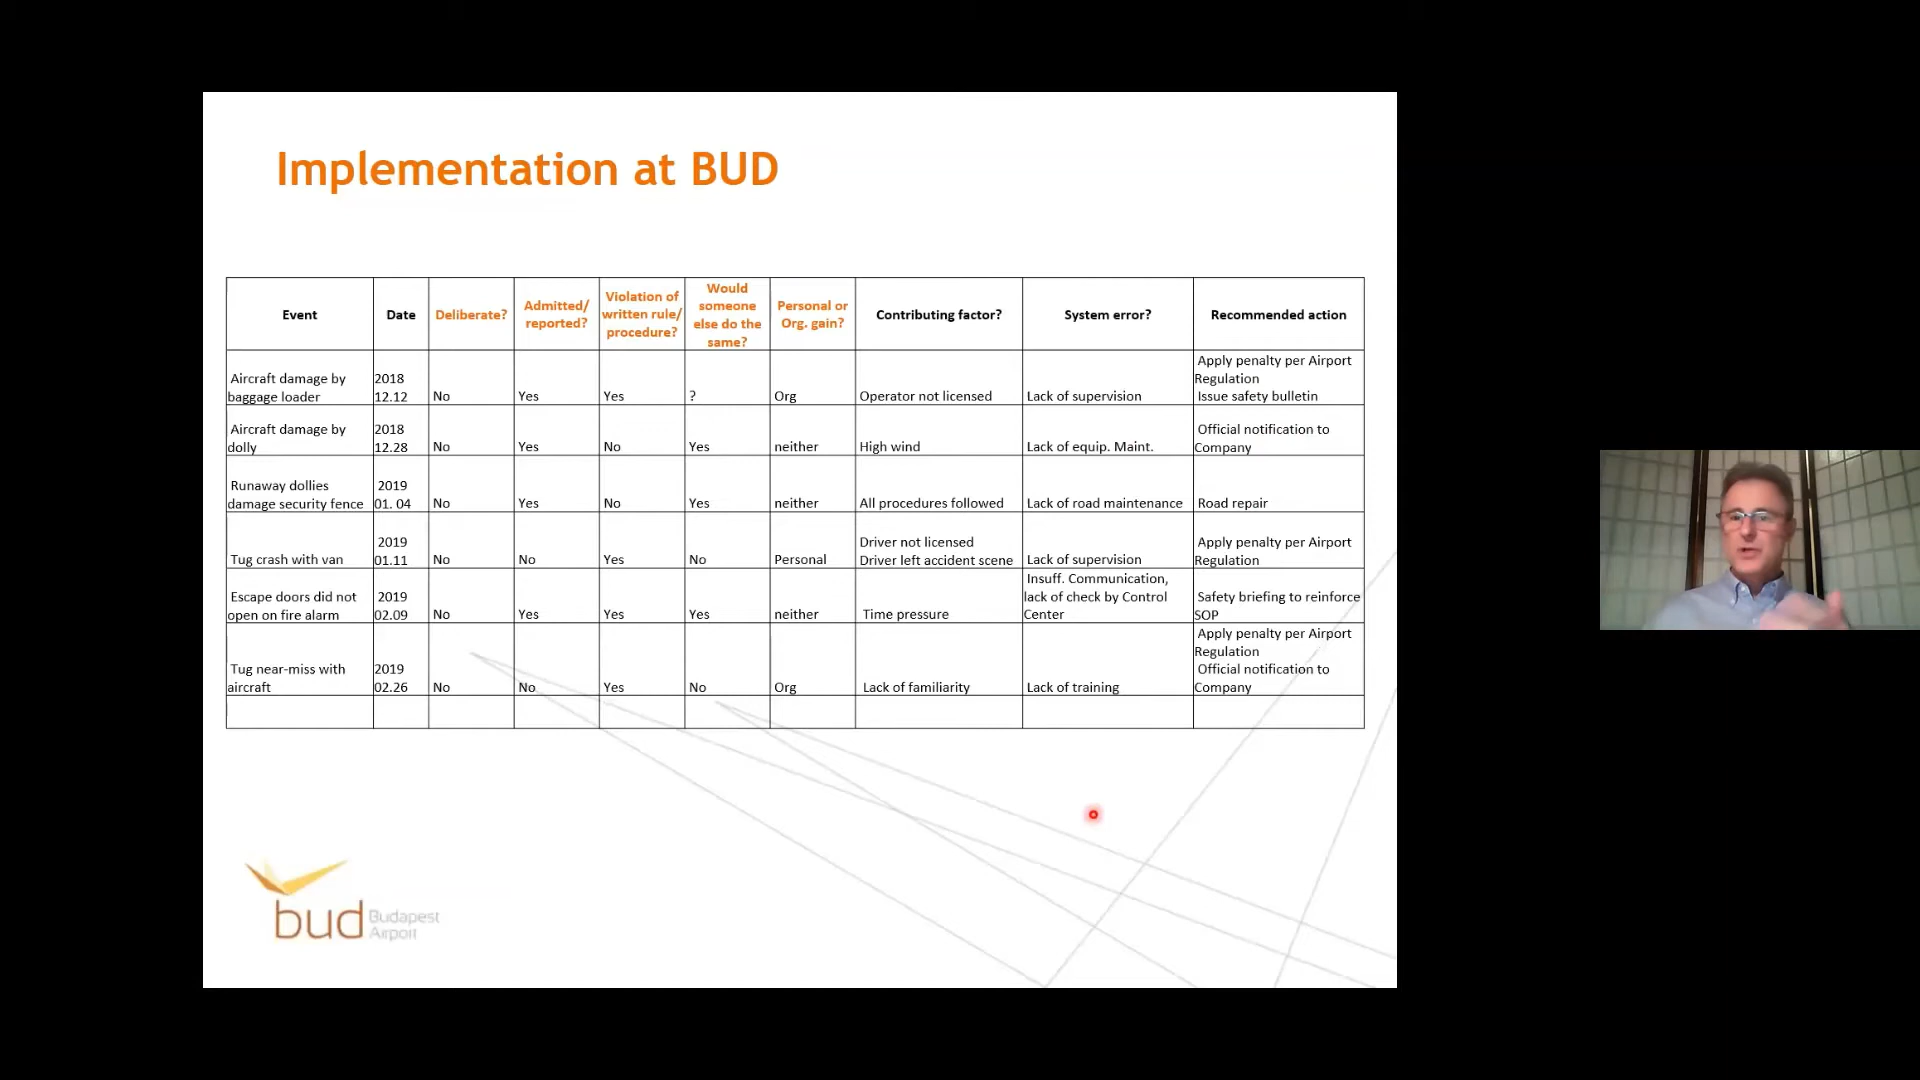 Implementation at BUD
Event
Date
Deliberate?
Admitted/
reported?
Violation of
written rule/
procedure?
Would
someone
else do the
same?
Personal or
Org. gain?
Contributing factor?
System error?
Recommended action
Aircraft damage by
baggage loader
2018
12.12
No
Yes
Yes
?
Org
Operator not licensed
Lack of supervision
Apply penalty per Airport
Regulation
Issue safety bulletin
Aircraft damage by
dolly
2018
12.28
No
Yes
No
Yes
neither
High wind
Lack of equip. Maint.
Official notification to
Company
Runaway dollies
damage security fence
2019
01. 04
No
Yes
No
Yes
neither
All procedures followed
Lack of road maintenance
Road repair
Tug crash with van
2019
01.11
No
No
Yes
No
Personal
Driver not licensed
Driver left accident scene
Lack of supervision
Apply penalty per Airport
Regulation
Escape doors did not
open on fire alarm
2019
02.09
No
Yes
Yes
Yes
neither
Time pressure
Insuff. Communication,
lack of check by Control
Center
Safety briefing to reinforce
SOP
Tug near-miss with
aircraft
2019
02.26
No
No
Yes
No
Org
Lack of familiarity
Lack of training
Apply penalty per Airport
Regulation
Official notification to
Company
bud
Budapest
Airport